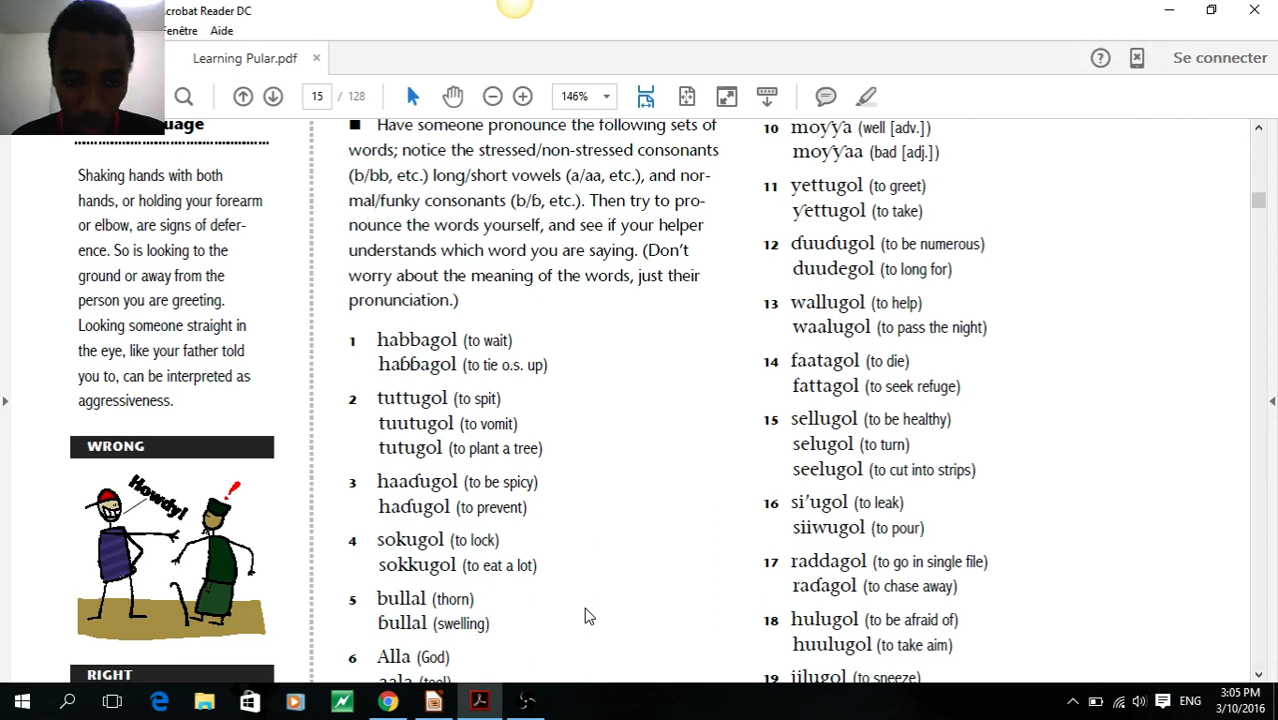 crobat Reader DC
enêtre Aide
Learning Pular.pdf
Se connecter
15 / 128
146%
uage
Shaking hands with both
hands, or holding your forearm
or elbow, are signs of defer-
ence. So is looking to the
ground or away from the
person you are greeting.
Looking someone straight in
the eye, like your father told
you to, can be interpreted as
aggressiveness.
WRONG
Howdy!
!
RIGHT
■ Have someone pronounce the following sets of
words; notice the stressed/non-stressed consonants
(b/bb, etc.) long/short vowels (a/aa, etc.), and nor-
mal/funky consonants (b/ɓ, etc.). Then try to pro-
nounce the words yourself, and see if your helper
understands which word you are saying. (Don't
worry about the meaning of the words, just their
pronunciation.)
1 habbagol (to wait)
haɓɓagol (to tie o.s. up)
2 tuttugol (to spit)
tuutugol (to vomit)
tutugol (to plant a tree)
3 haaɗugol (to be spicy)
haɗugol (to prevent)
4 sokugol (to lock)
sokkugol (to eat a lot)
5 bullal (thorn)
ɓullal (swelling)
6 Alla (God)
aala (tool)
10 moƴƴa (well [adv.])
moƴƴaa (bad [adj.])
11 yettugol (to greet)
ƴettugol (to take)
12 ɗuuɗugol (to be numerous)
duudegol (to long for)
13 wallugol (to help)
waalugol (to pass the night)
14 faatagol (to die)
fattagol (to seek refuge)
15 sellugol (to be healthy)
selugol (to turn)
seelugol (to cut into strips)
16 si'ugol (to leak)
siiwugol (to pour)
17 raddagol (to go in single file)
raɗagol (to chase away)
18 hulugol (to be afraid of)
huulugol (to take aim)
19 iilugol (to sneeze)
ENG
3:05 PM
3/10/2016